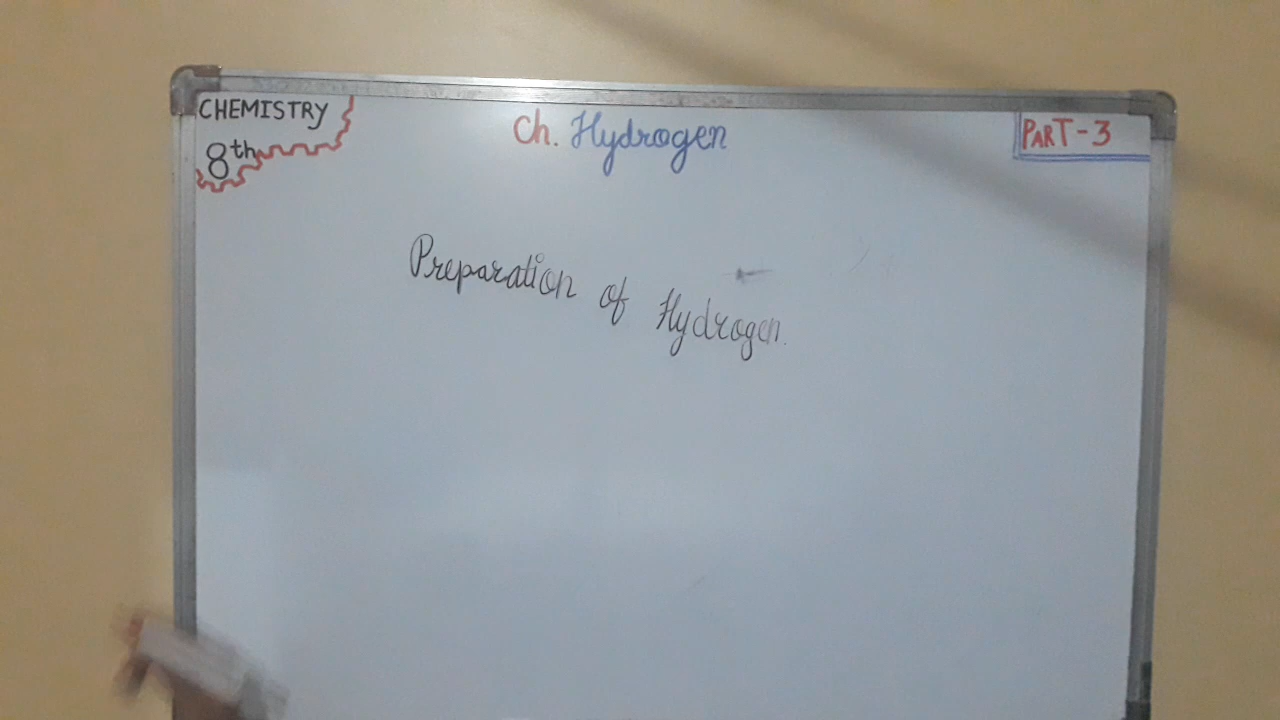 CHEMISTRY
8th
Ch. Hydrogen
PART-3
Preparation of Hydrogen.